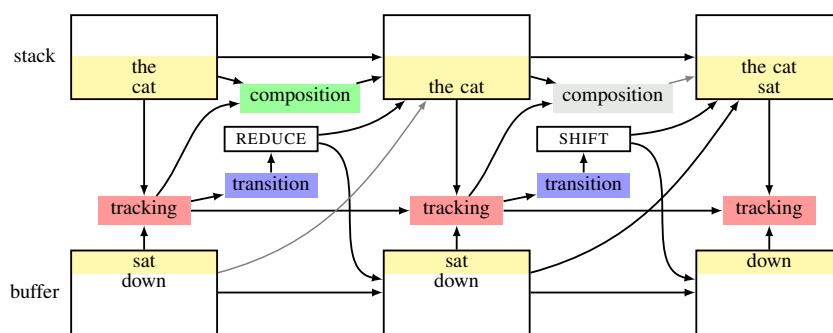 stack
the
cat
the cat
the cat
sat
composition
composition
REDUCE
SHIFT
transition
transition
tracking
tracking
tracking
buffer
sat
down
sat
down
down